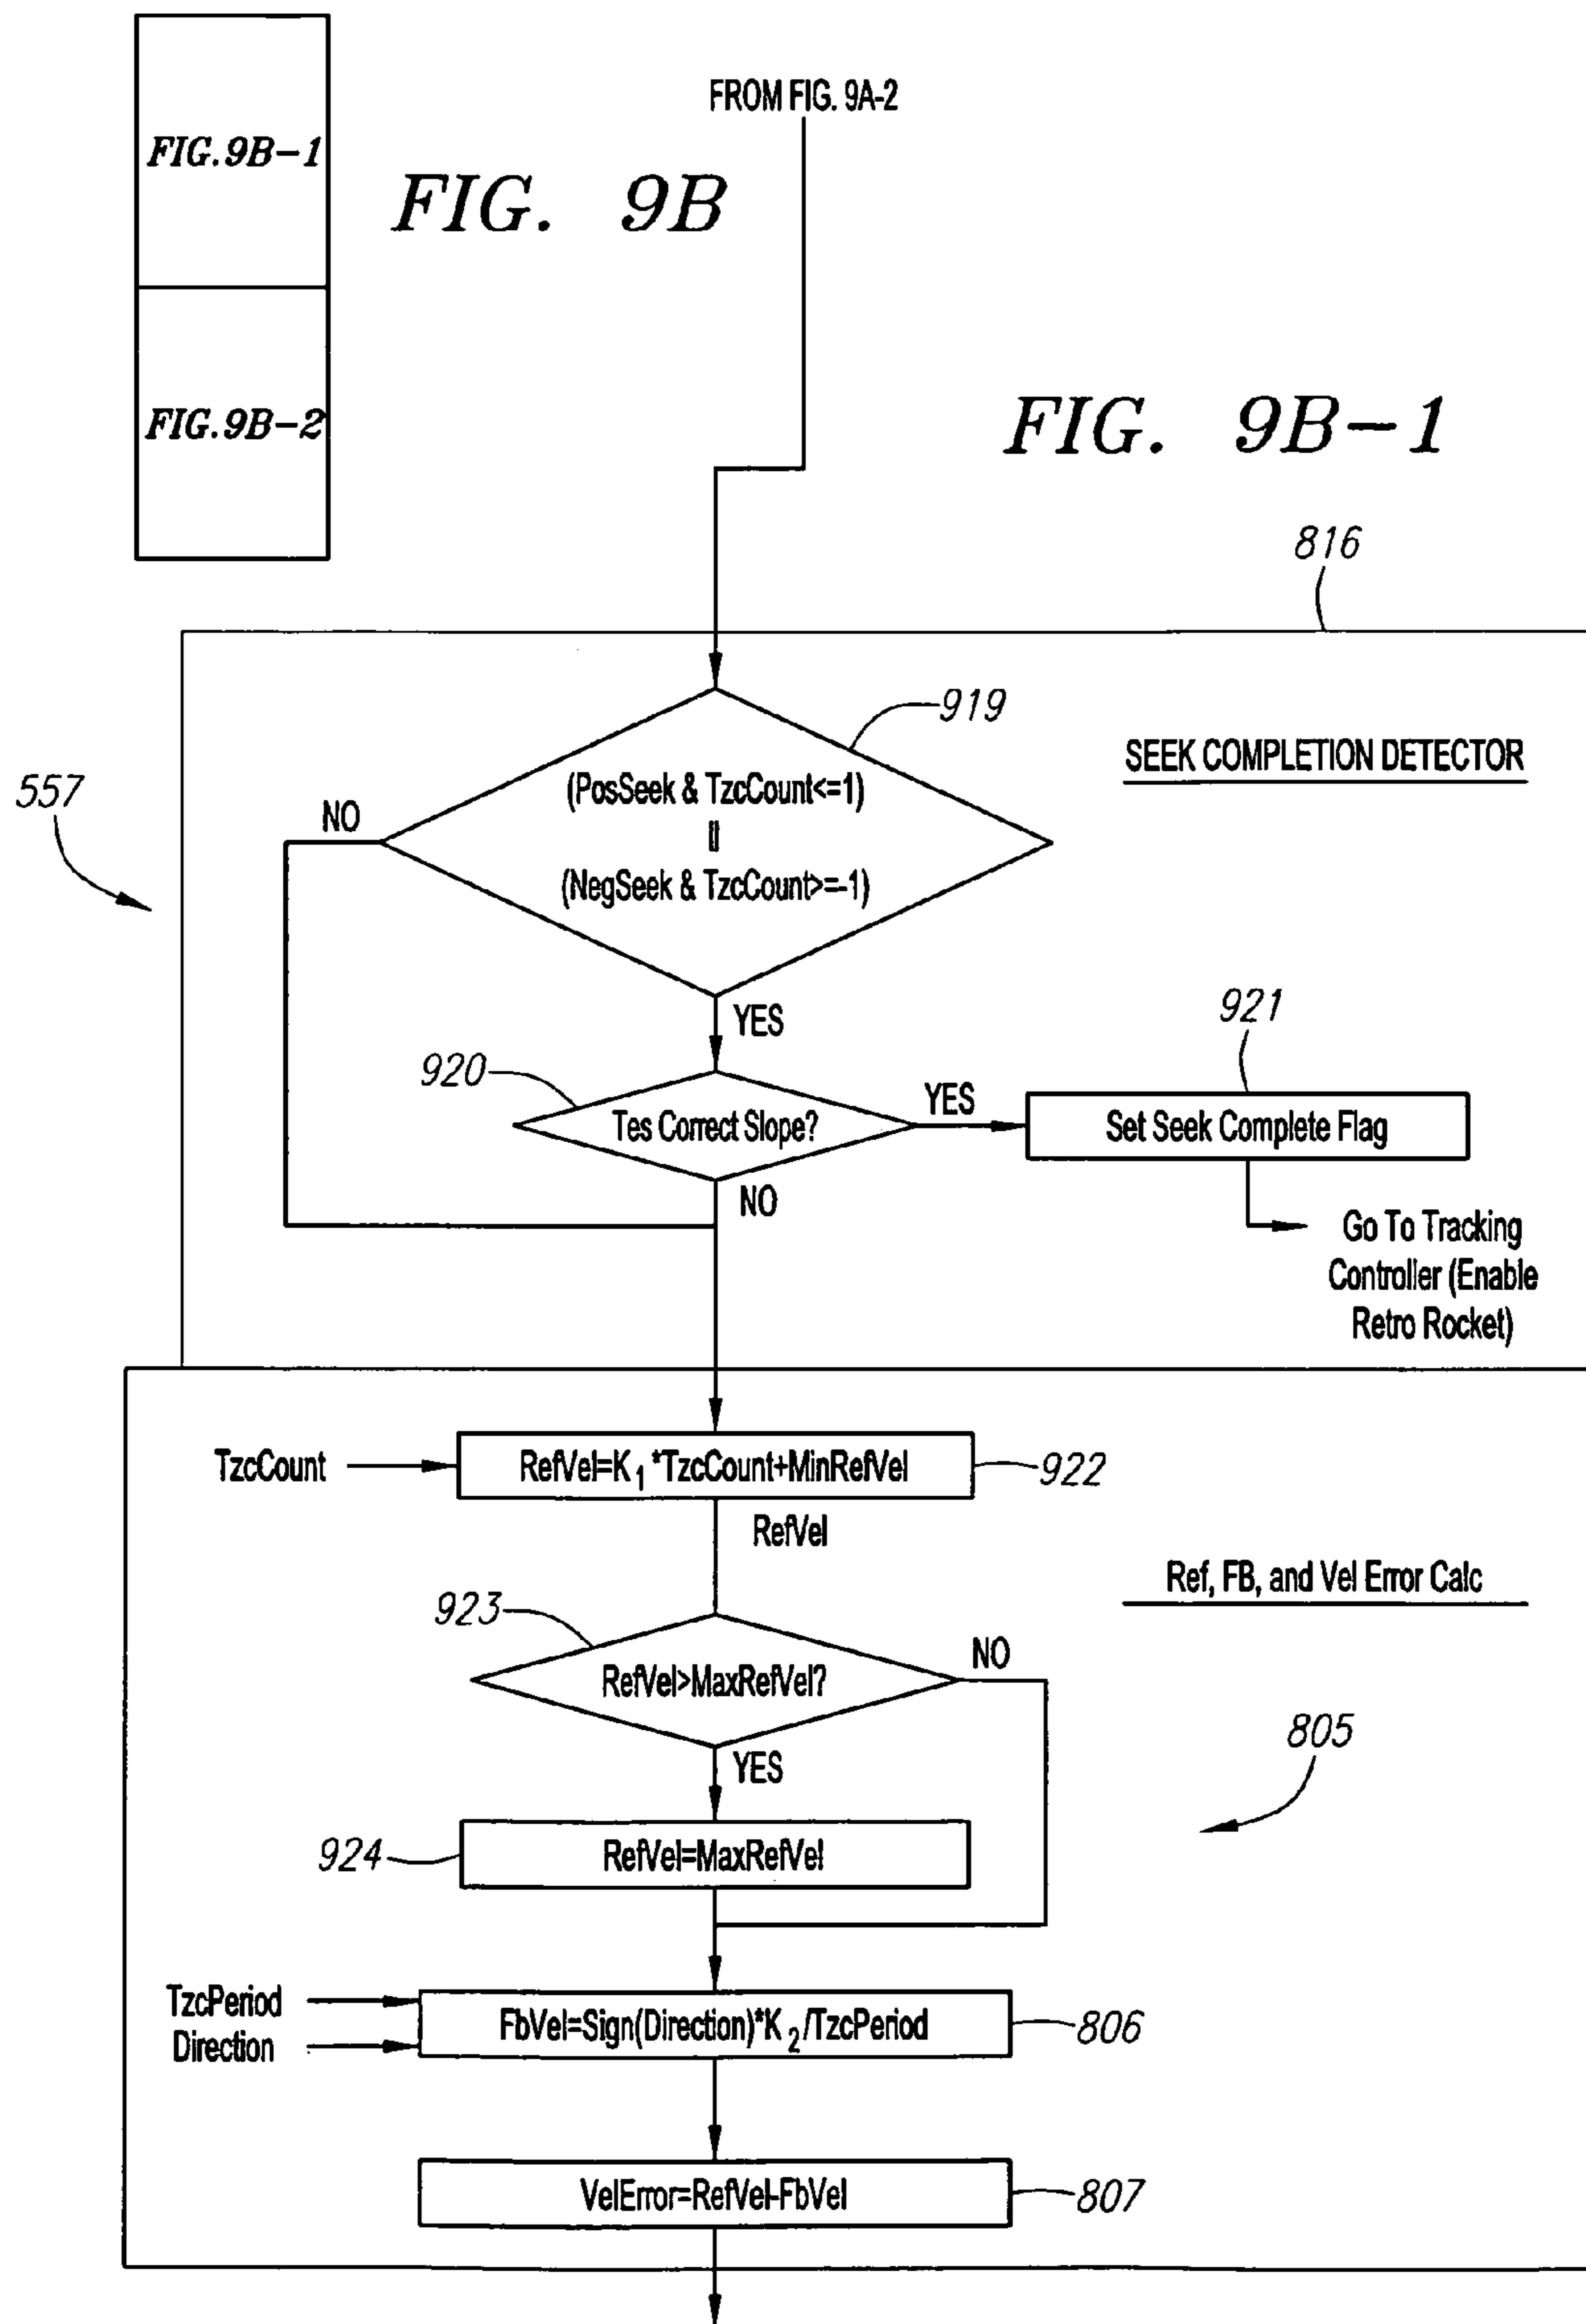 FROM FIG. 9A-2
FIG.9B-1
FIG. 9B
FIG.9B-2
FIG. 9B-1
816
919
SEEK COMPLETION DETECTOR
557
NO
(PosSeek & TzcCount<=1)
||
(NegSeek & TzcCount>=-1)
YES
921
920
YES
Tes Correct Slope?
Set Seek Complete Flag
NO
Go To Tracking
Controller (Enable
Retro Rocket)
TzcCount
RefVel=K1*TzcCount+MinRefVel
922
RefVel
Ref, FB, and Vel Error Calc
923
NO
RefVel>MaxRefVel?
805
YES
924
RefVel=MaxRefVel
TzcPeriod
Direction
FbVel=Sign(Direction)*K2/TzcPeriod
806
VelError=RefVel-FbVel
807